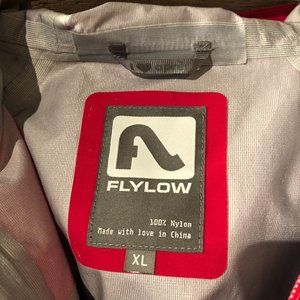 FLYLOW
100% Nylon
Made with love in China
XL